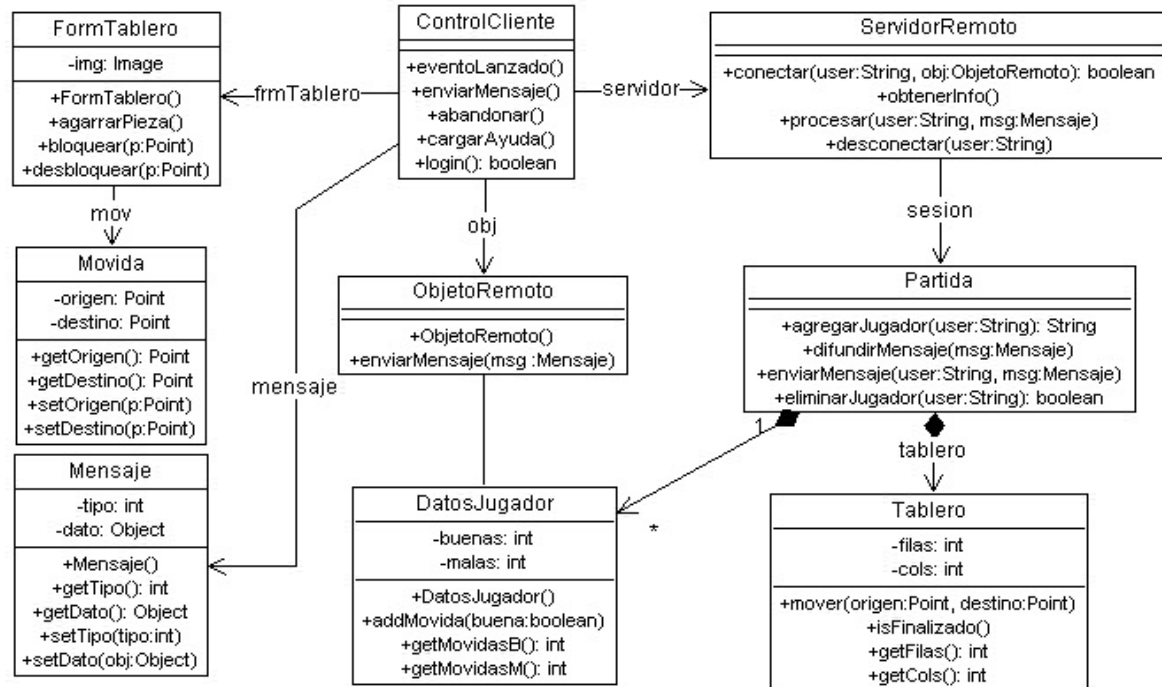 FormTablero
-img: Image
+FormTablero()
+agarrarPieza()
+bloquear(p:Point)
+desbloquear(p:Point)
frmTablero
ControlCliente
+eventoLanzado()
+enviarMensaje()
+abandonar()
+cargarAyuda()
+login(): boolean
servidor
ServidorRemoto
+conectar(user:String, obj:ObjetoRemoto): boolean
+obtenerInfo()
+procesar(user:String, msg:Mensaje)
+desconectar(user:String)
mov
obj
sesion
Movida
-origen: Point
-destino: Point
+getOrigen(): Point
+getDestino(): Point
+setOrigen(p:Point)
+setDestino(p:Point)
mensaje
ObjetoRemoto
+ObjetoRemoto()
+enviarMensaje(msg :Mensaje)
Partida
+agregarJugador(user:String): String
+difundirMensaje(msg:Mensaje)
+enviarMensaje(user:String, msg:Mensaje)
+eliminarJugador(user:String): boolean
1
*
tablero
Mensaje
-tipo: int
-dato: Object
+Mensaje()
+getTipo(): int
+getDato(): Object
+setTipo(tipo:int)
+setDato(obj:Object)
DatosJugador
-buenas: int
-malas: int
+DatosJugador()
+addMovida(buena:boolean)
+getMovidasB(): int
+getMovidasM(): int
Tablero
-filas: int
-cols: int
+mover(origen:Point, destino:Point)
+isFinalizado()
+getFilas(): int
+getCols(): int